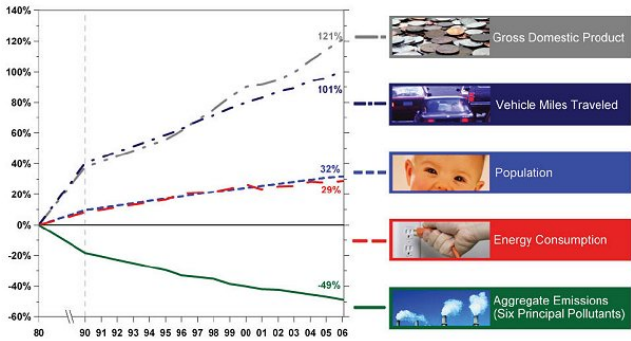 140%
120%
100%
80%
60%
40%
20%
0%
-20%
-40%
-60%
121%
101%
32%
29%
-49%
80 90 91 92 93 94 95 96 97 98 99 00 01 02 03 04 05 06
Gross Domestic Product
Vehicle Miles Traveled
Population
Energy Consumption
Aggregate Emissions
(Six Principal Pollutants)